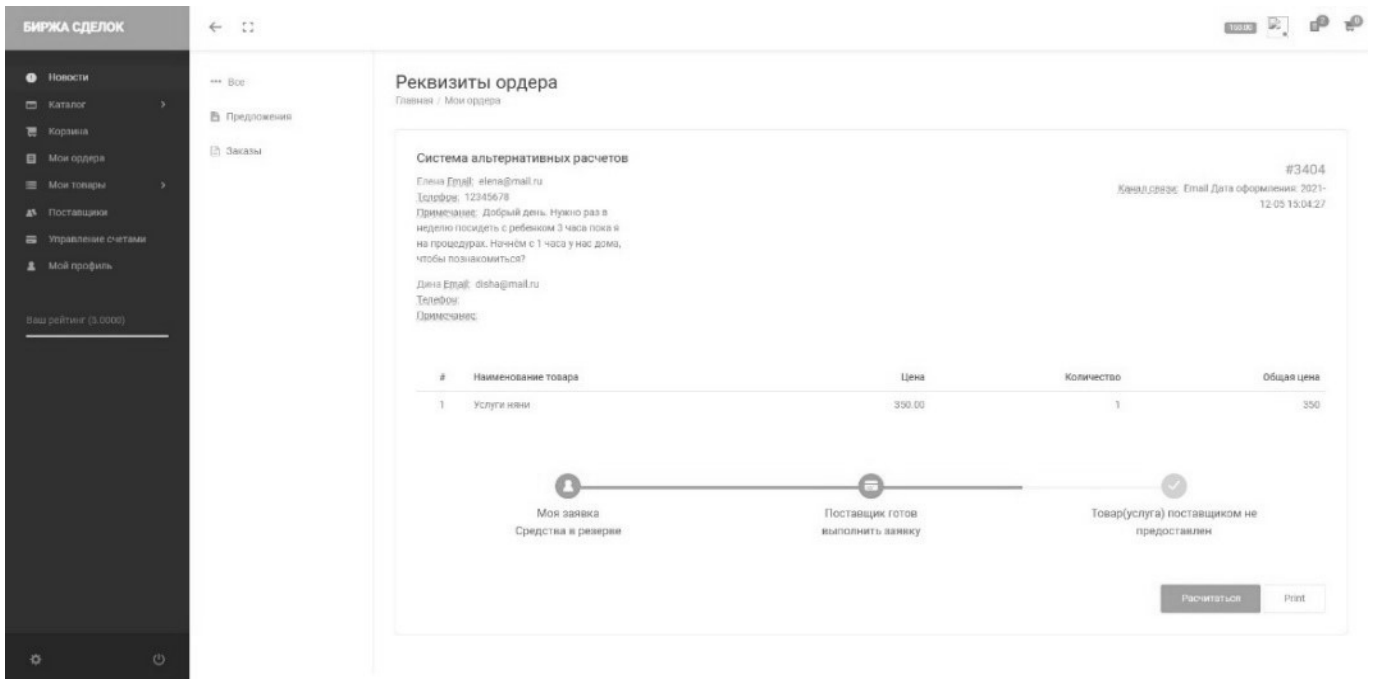 БИРЖА СДЕЛОК
150.00
Новости
Каталог
Корзина
Мои ордера
Мои товары
Поставщики
Управление счетами
Мой профиль
Ваш рейтинг (5.0000)
Все
Предложения
Заказы
Реквизиты ордера
Главная / Мои ордера
Система альтернативных расчетов
Елена Email: elena@mail.ru
Телефон: 12345678
Примечание: Добрый день. Нужно раз в
неделю посидеть с ребенком 3 часа пока я
на процедурах. Начнём с 1 часа у нас дома,
чтобы познакомиться?
Дина Email: disha@mail.ru
Телефон:
Примечание:
#3404
Канал связи: Email Дата оформления: 2021-
12-05 15:04:27
# Наименование товара Цена Количество Общая цена
1 Услуги няни 350.00 1 350
Моя заявка
Средства в резерве
Поставщик готов
выполнить заявку
Товар(услуга) поставщиком не
предоставлен
Расчитаться
Print